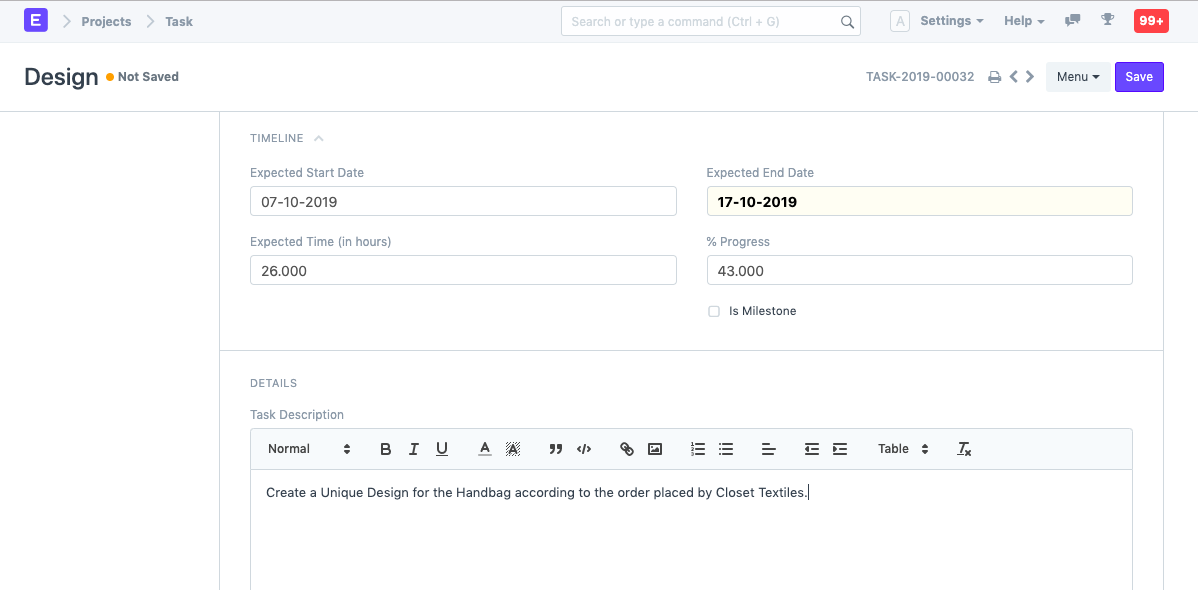 E Projects Task Search or type a command (Ctrl + G) A Settings Help 99+
Design Not Saved TASK-2019-00032 Menu Save
TIMELINE
Expected Start Date Expected End Date
07-10-2019 17-10-2019
Expected Time (in hours) % Progress
26.000 43.000
Is Milestone
DETAILS
Task Description
Normal B I U A A Table Tx
Create a Unique Design for the Handbag according to the order placed by Closet Textiles.